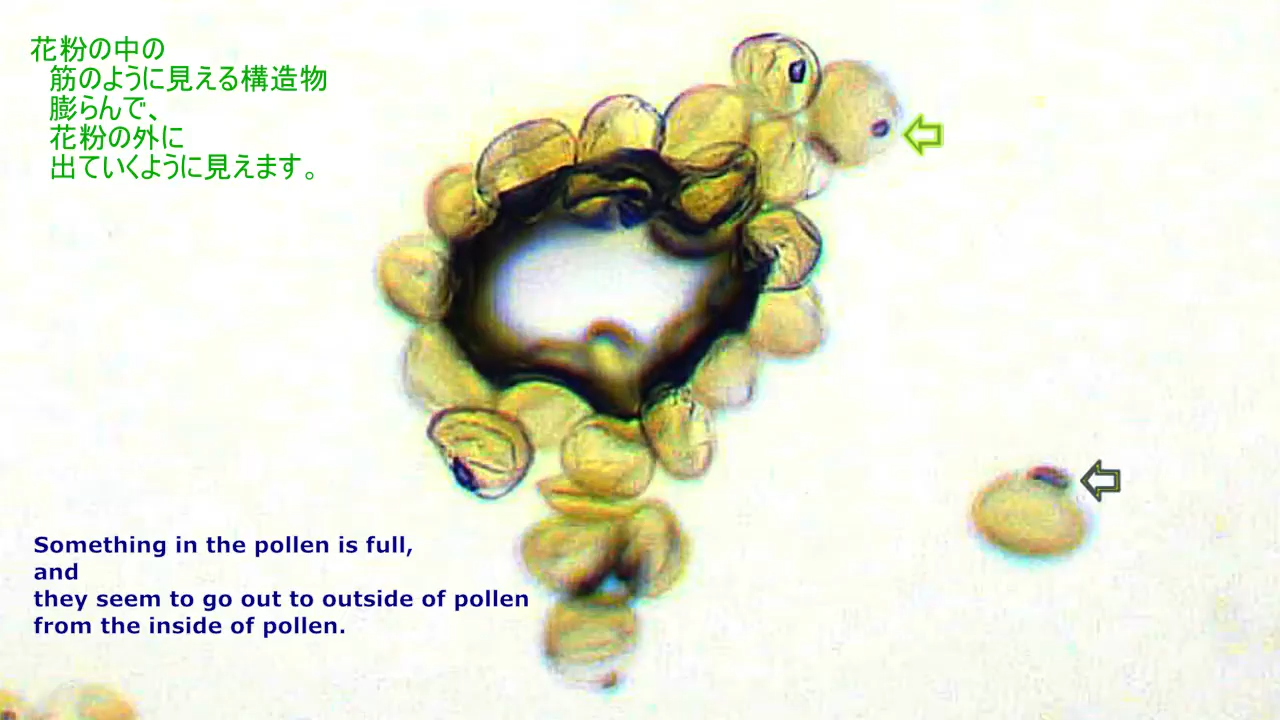 花粉の中の
筋のように見える構造物
膨らんで、
花粉の外に
出ていくように見えます。
Something in the pollen is full,
and
they seem to go out to outside of pollen
from the inside of pollen.